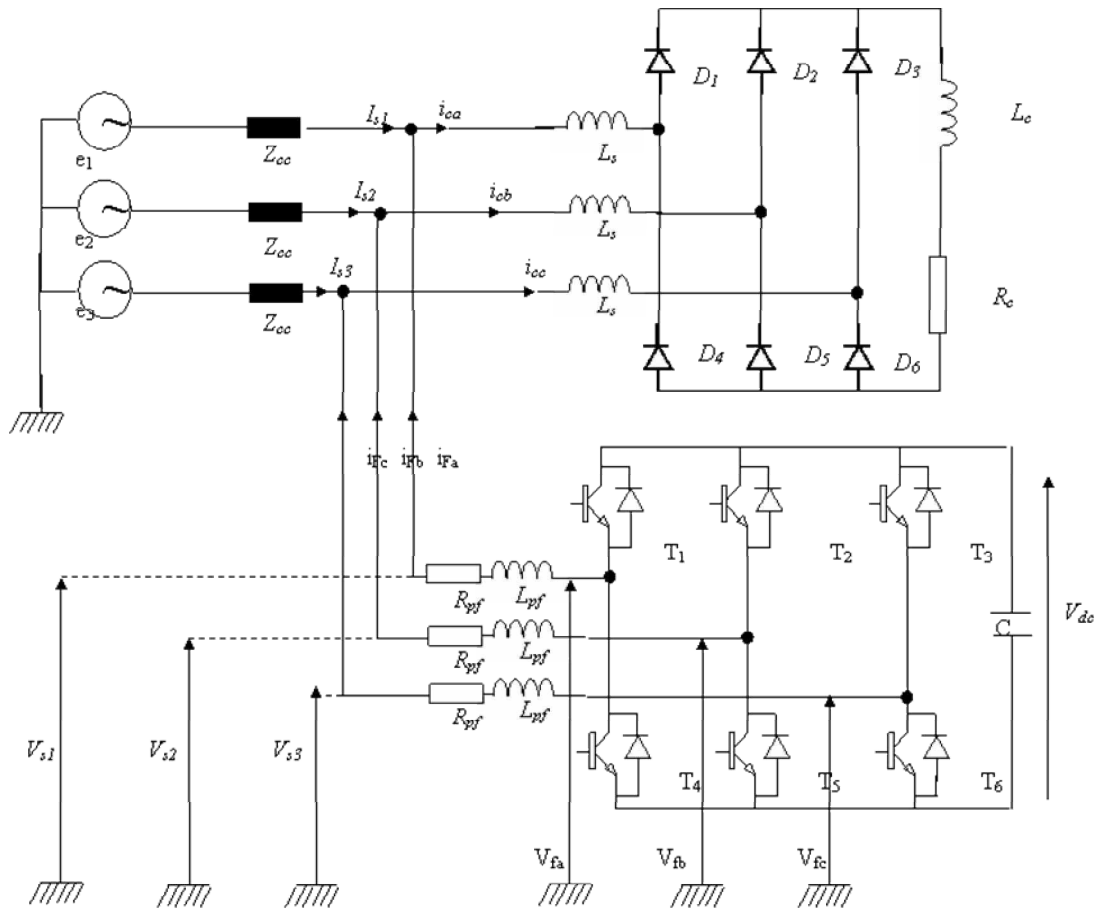 D1 D2 D3
Lc
e1 Zcc Is1 ica Ls
e2 Zcc Is2 icb Ls
e3 Zcc Is3 icc Ls
Rc
D4 D5 D6
iFc iFb iFa
T1 T2 T3
Rpf Lpf
Rpf Lpf
Rpf Lpf
C
Vdc
Vs1 Vs2 Vs3
T4 T5 T6
Vfa Vfb Vfc